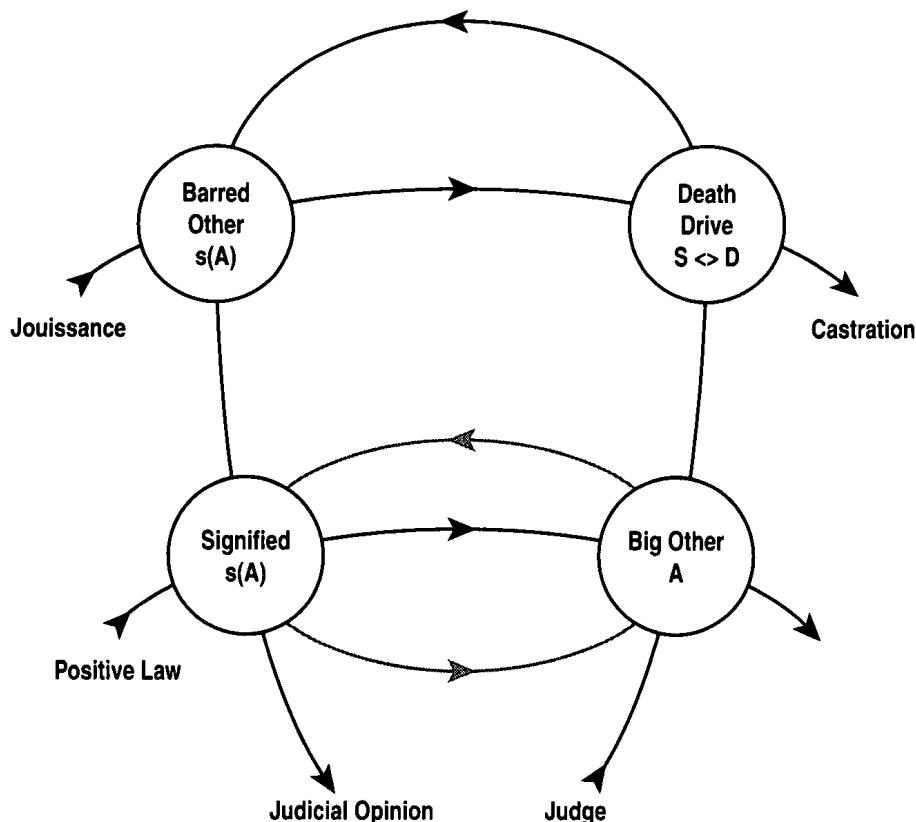 Barred
Other
s(A)
Death
Drive
S <> D
Jouissance
Castration
Signified
s(A)
Big Other
A
Positive Law
Judicial Opinion
Judge